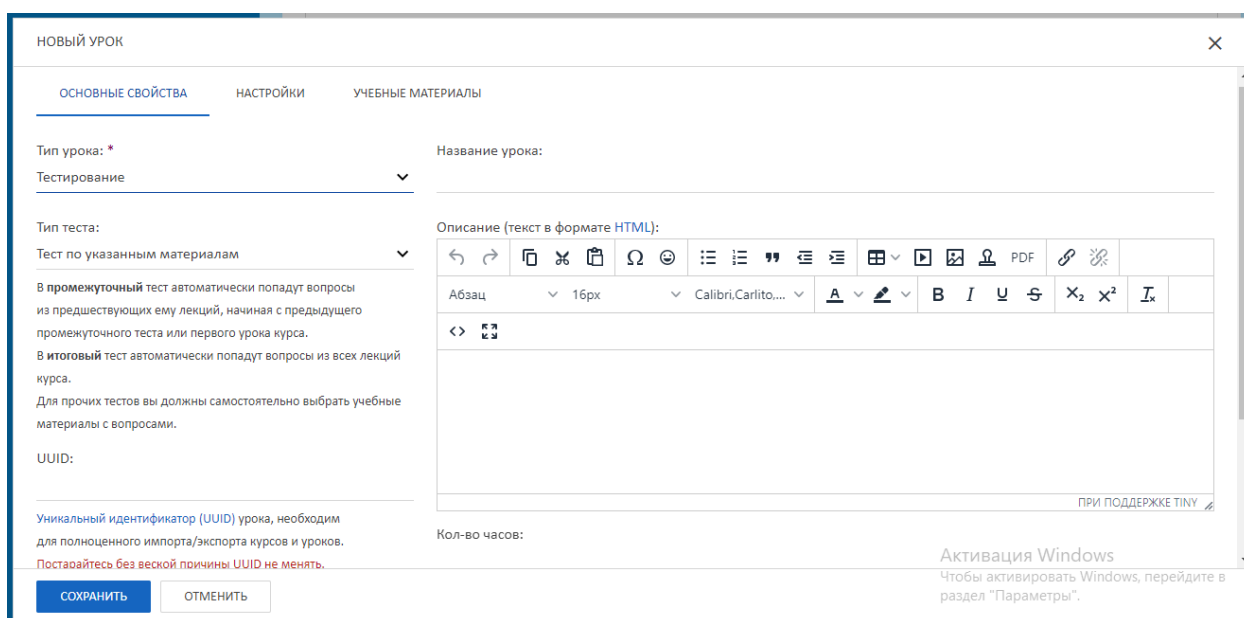 НОВЫЙ УРОК
ОСНОВНЫЕ СВОЙСТВА НАСТРОЙКИ УЧЕБНЫЕ МАТЕРИАЛЫ
Тип урока: *
Тестирование
Название урока:
Тип теста:
Тест по указанным материалам
В промежуточный тест автоматически попадут вопросы
из предшествующих ему лекций, начиная с предыдущего
промежуточного теста или первого урока курса.
В итоговый тест автоматически попадут вопросы из всех лекций
курса.
Для прочих тестов вы должны самостоятельно выбрать учебные
материалы с вопросами.
UUID:
Уникальный идентификатор (UUID) урока, необходим
для полноценного импорта/экспорта курсов и уроков.
Постарайтесь без веской причины UUID не менять.
Описание (текст в формате HTML):
Ω PDF
Абзац 16px Calibri,Carlito,... A B I U S X₂ X² Tx
ПРИ ПОДДЕРЖКЕ TINY
Кол-во часов:
СОХРАНИТЬ ОТМЕНИТЬ
Активация Windows
Чтобы активировать Windows, перейдите в
раздел "Параметры".